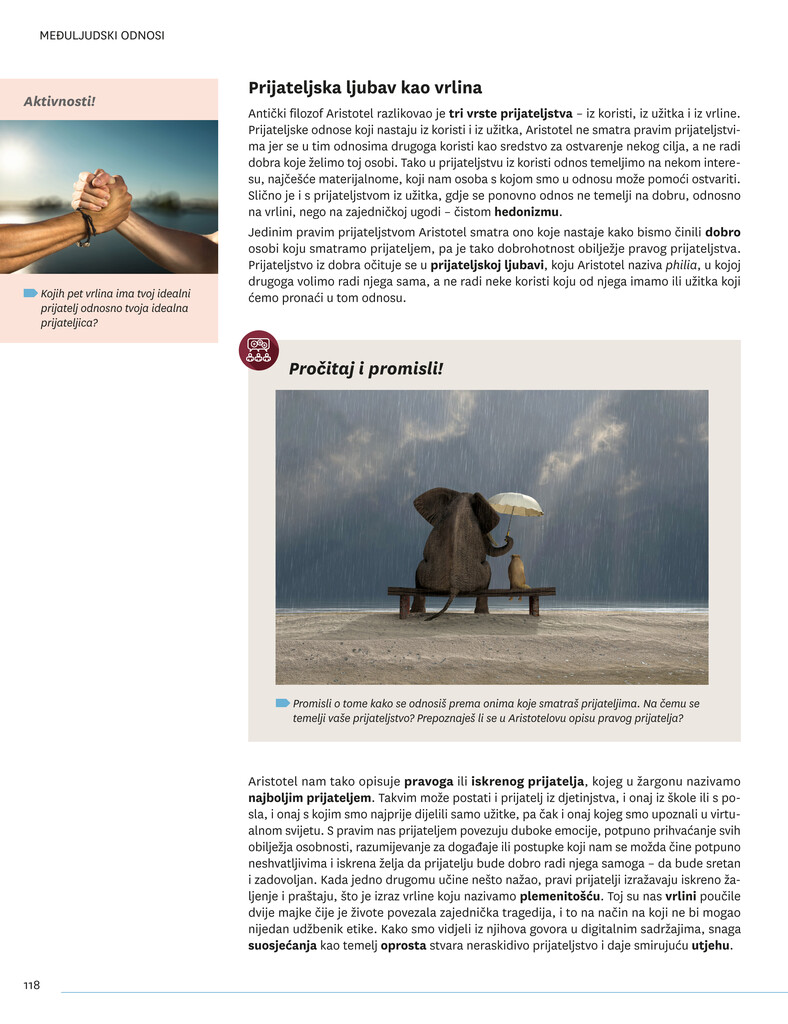 MEĐULJUDSKI ODNOSI
Aktivnosti!
Kojih pet vrlina ima tvoj idealni
prijatelj odnosno tvoja idealna
prijateljica?
Prijateljska ljubav kao vrlina
Antički filozof Aristotel razlikovao je tri vrste prijateljstva – iz koristi, iz užitka i iz vrline.
Prijateljske odnose koji nastaju iz koristi i iz užitka, Aristotel ne smatra pravim prijateljstvi-
ma jer se u tim odnosima drugoga koristi kao sredstvo za ostvarenje nekog cilja, a ne radi
dobra koje želimo toj osobi. Tako u prijateljstvu iz koristi odnos temeljimo na nekom intere-
su, najčešće materijalnome, koji nam osoba s kojom smo u odnosu može pomoći ostvariti.
Slično je i s prijateljstvom iz užitka, gdje se ponovno odnos ne temelji na dobru, odnosno
na vrlini, nego na zajedničkoj ugodi – čistom hedonizmu.
Jedinim pravim prijateljstvom Aristotel smatra ono koje nastaje kako bismo činili dobro
osobi koju smatramo prijateljem, pa je tako dobrohotnost obilježje pravog prijateljstva.
Prijateljstvo iz dobra očituje se u prijateljskoj ljubavi, koju Aristotel naziva philia, u kojoj
drugoga volimo radi njega sama, a ne radi neke koristi koju od njega imamo ili užitka koji
ćemo pronaći u tom odnosu.
Pročitaj i promisli!
Promisli o tome kako se odnosiš prema onima koje smatraš prijateljima. Na čemu se
temelji vaše prijateljstvo? Prepoznaješ li se u Aristotelovu opisu pravog prijatelja?
Aristotel nam tako opisuje pravoga ili iskrenog prijatelja, kojeg u žargonu nazivamo
najboljim prijateljem. Takvim može postati i prijatelj iz djetinjstva, i onaj iz škole ili s po-
sla, i onaj s kojim smo najprije dijelili samo užitke, pa čak i onaj kojeg smo upoznali u virtu-
alnom svijetu. S pravim nas prijateljem povezuju duboke emocije, potpuno prihvaćanje svih
obilježja osobnosti, razumijevanje za događaje ili postupke koji nam se možda čine potpuno
neshvatljivima i iskrena želja da prijatelju bude dobro radi njega samoga – da bude sretan
i zadovoljan. Kada jedno drugomu učine nešto nažao, pravi prijatelji izražavaju iskreno ža-
ljenje i praštaju, što je izraz vrline koju nazivamo plemenitošću. Toj su nas vrlini poučile
dvije majke čije je živote povezala zajednička tragedija, i to na način na koji ne bi mogao
nijedan udžbenik etike. Kako smo vidjeli iz njihova govora u digitalnim sadržajima, snaga
suosjećanja kao temelj oprosta stvara neraskidivo prijateljstvo i daje smirujuću utjehu.
118